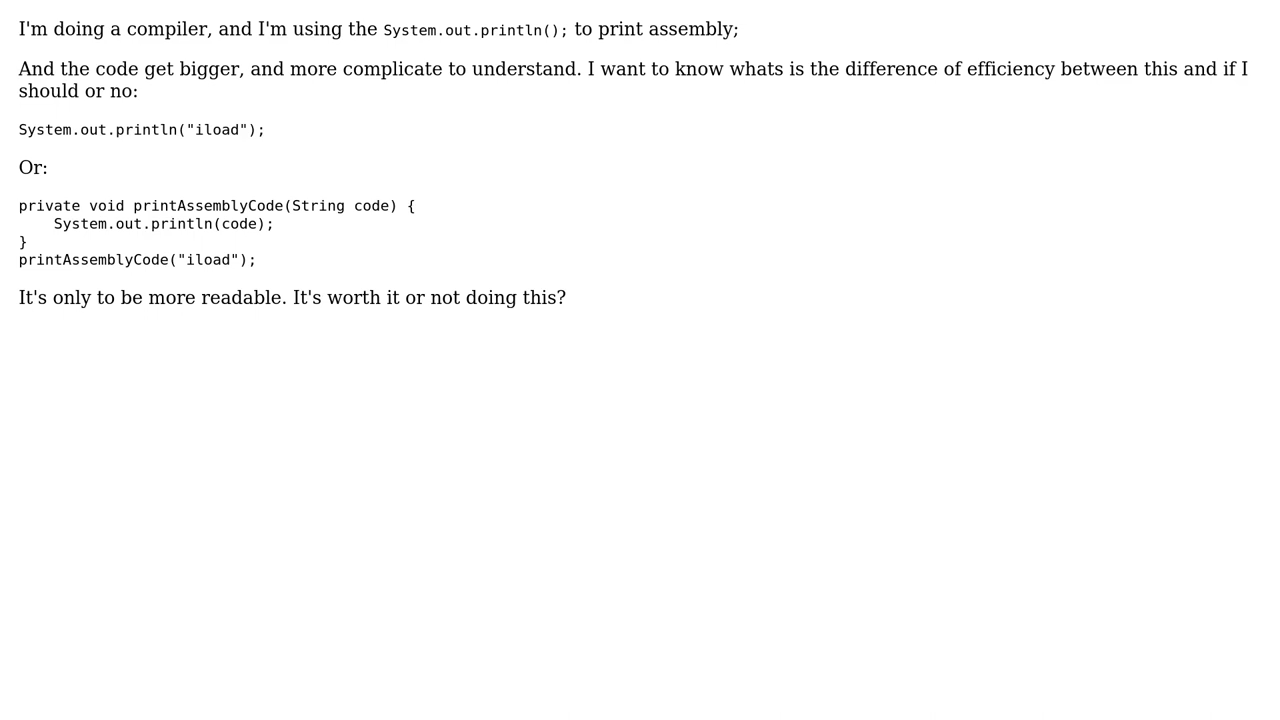 I'm doing a compiler, and I'm using the System.out.println(); to print assembly;
And the code get bigger, and more complicate to understand. I want to know whats is the difference of efficiency between this and if I
should or no:
System.out.println("iload");
Or:
private void printAssemblyCode(String code) {
    System.out.println(code);
}
printAssemblyCode("iload");
It's only to be more readable. It's worth it or not doing this?